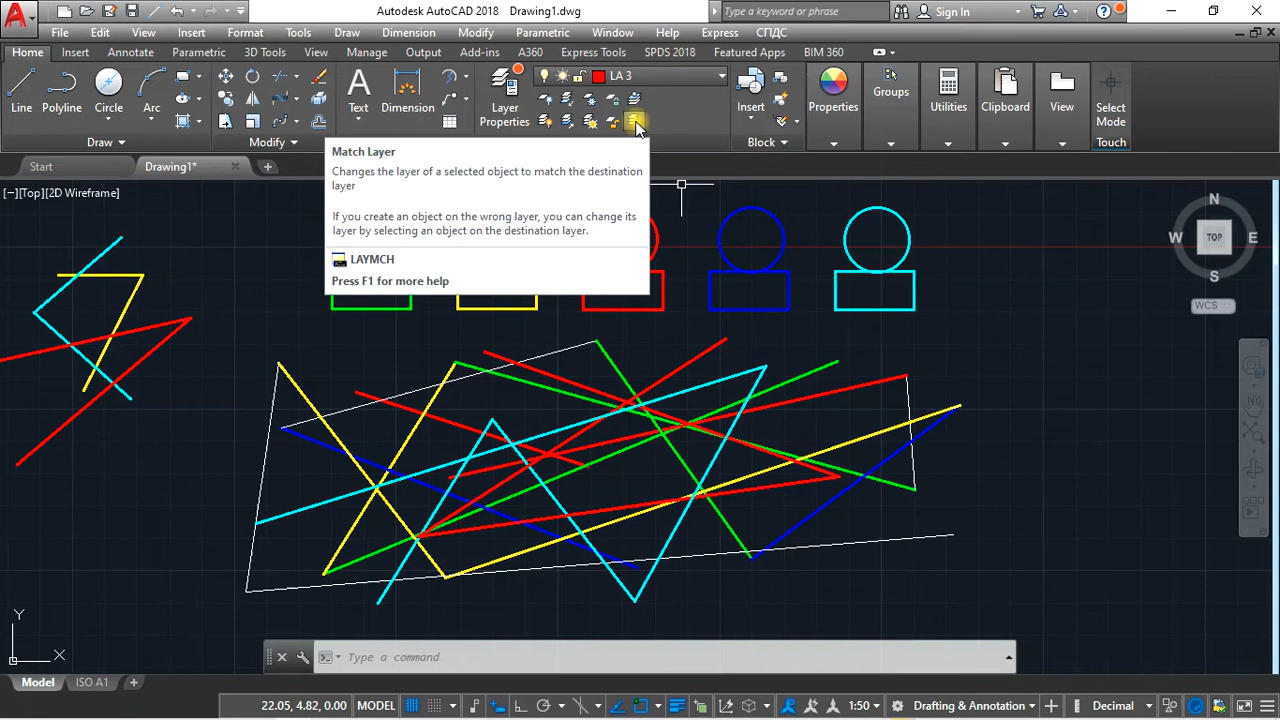 Autodesk AutoCAD 2018 Drawing1.dwg
Type a keyword or phrase
Sign In
File Edit View Insert Format Tools Draw Dimension Modify Parametric Window Help Express СПДС
Home Insert Annotate Parametric 3D Tools View Manage Output Add-ins A360 Express Tools SPDS 2018 Featured Apps BIM 360
LA 3
Line Polyline Circle Arc Text Dimension Layer
Properties
Insert Properties Groups Utilities Clipboard View Select
Mode
Draw Modify Block Touch
Start Drawing1*
Match Layer
Changes the layer of a selected object to match the destination
layer
If you create an object on the wrong layer, you can change its
layer by selecting an object on the destination layer.
LAYMCH
Press F1 for more help
[−][Top][2D Wireframe]
N
W TOP E
S
WCS
Y
X
Type a command
Model ISO A1
22.05, 4.82, 0.00 MODEL 1:50 Drafting & Annotation Decimal